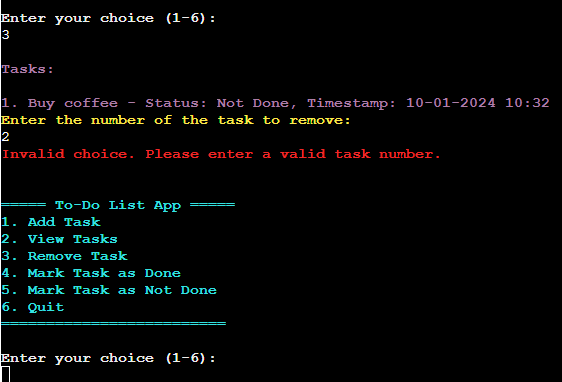 Enter your choice (1-6):
3
Tasks:
1. Buy coffee - Status: Not Done, Timestamp: 10-01-2024 10:32
Enter the number of the task to remove:
2
Invalid choice. Please enter a valid task number.
===== To-Do List App =====
1. Add Task
2. View Tasks
3. Remove Task
4. Mark Task as Done
5. Mark Task as Not Done
6. Quit
=========================
Enter your choice (1-6):